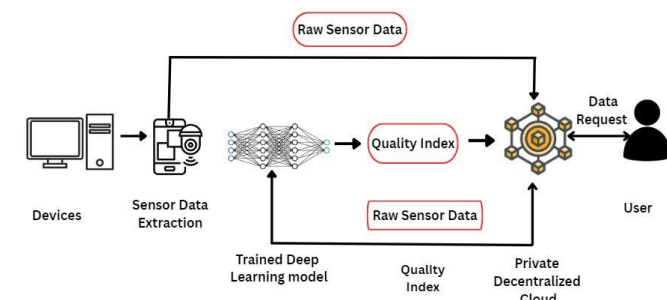 Raw Sensor Data
Data
Request
Quality Index
Raw Sensor Data
Devices
Sensor Data
Extraction
User
Trained Deep
Learning model
Quality
Index
Private
Decentralized
Cloud